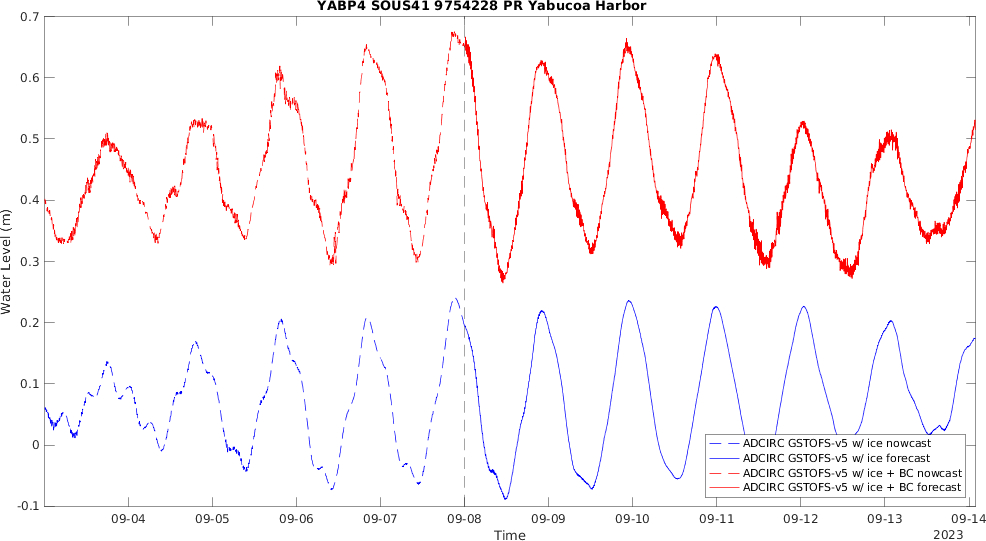 YABP4 SOUS41 9754228 PR Yabucoa Harbor
0.7
0.6
0.5
0.4
0.3
0.2
0.1
0
-0.1
Water Level (m)
ADCIRC GSTOFS-v5 w/ ice nowcast
ADCIRC GSTOFS-v5 w/ ice forecast
ADCIRC GSTOFS-v5 w/ ice + BC nowcast
ADCIRC GSTOFS-v5 w/ ice + BC forecast
09-04 09-05 09-06 09-07 09-08 09-09 09-10 09-11 09-12 09-13 09-14
Time
2023